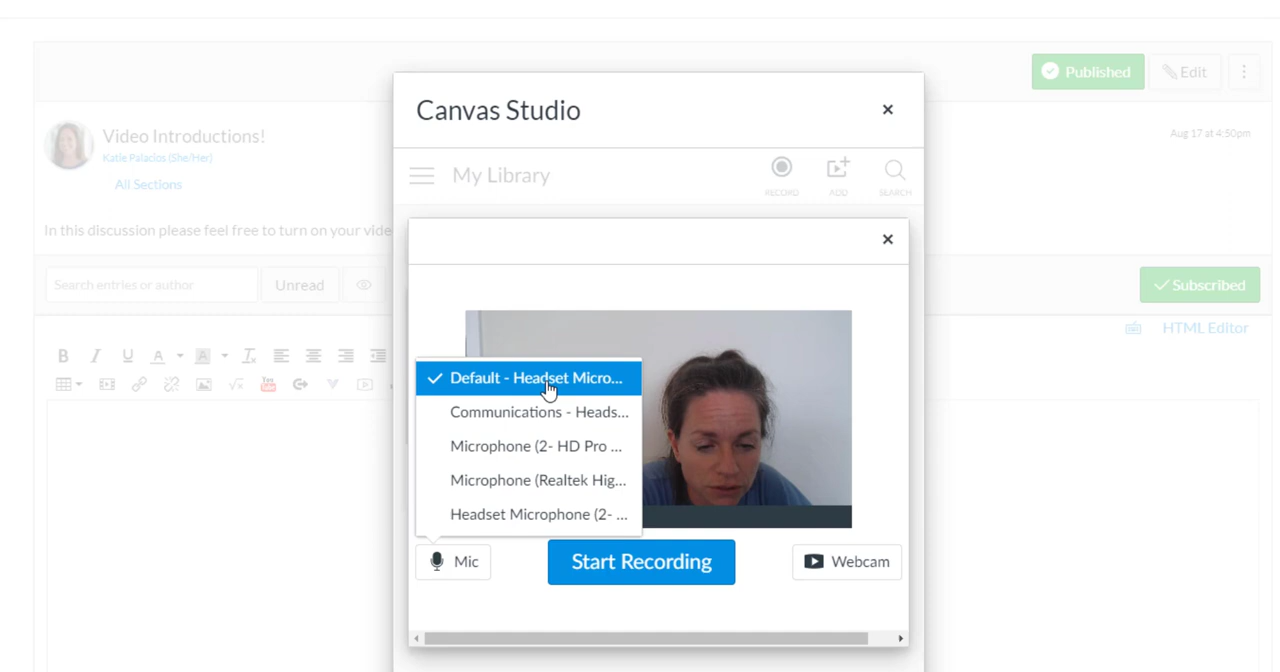 Published
Edit
Canvas Studio
Video Introductions!
Katie Palacios (She/Her)
All Sections
Aug 17 at 4:50pm
My Library
RECORD
ADD
SEARCH
In this discussion please feel free to turn on your vide
Search entries or author
Unread
Subscribed
HTML Editor
B I U A A T
Default - Headset Micro...
Communications - Heads...
Microphone (2- HD Pro ...
Microphone (Realtek Hig...
Headset Microphone (2- ...
Mic
Start Recording
Webcam